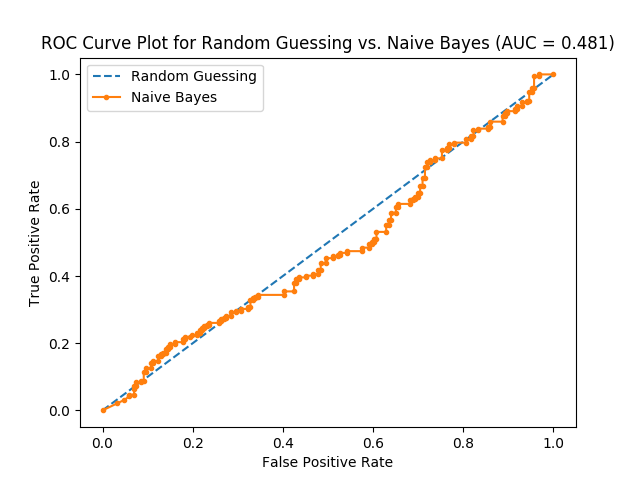 ROC Curve Plot for Random Guessing vs. Naive Bayes (AUC = 0.481)
Random Guessing
Naive Bayes
True Positive Rate
1.0
0.8
0.6
0.4
0.2
0.0
0.0 0.2 0.4 0.6 0.8 1.0
False Positive Rate